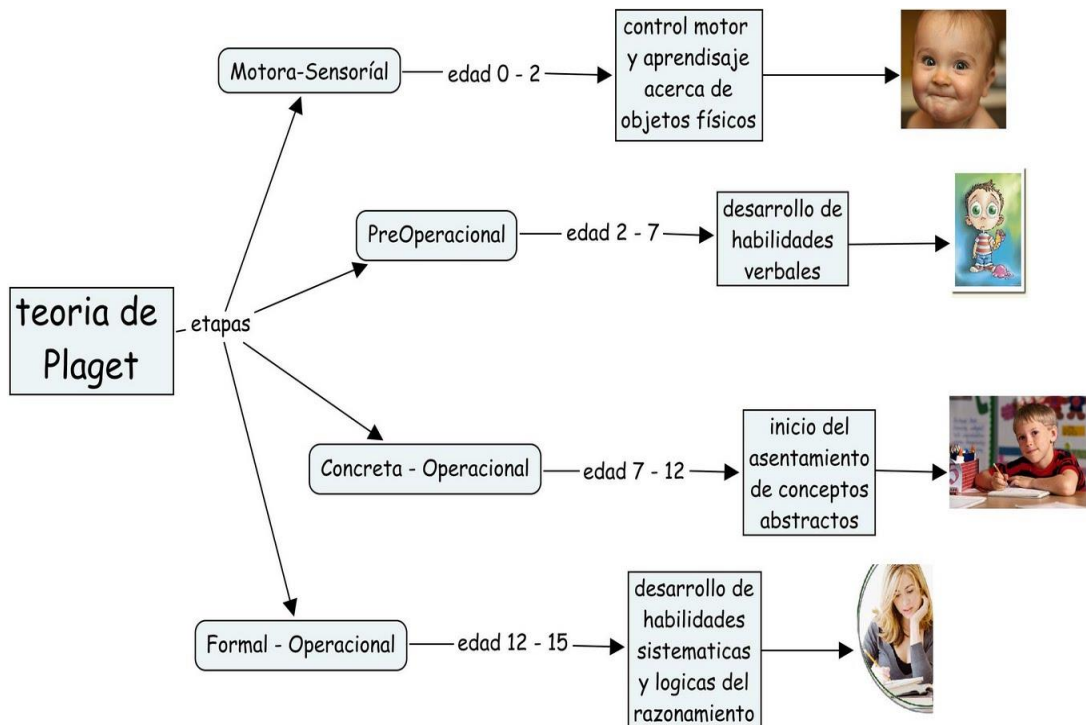 teoria de
Plaget
etapas
Motora-Sensoríal
edad 0 - 2
control motor
y aprendisaje
acerca de
objetos físicos
PreOperacional
edad 2 - 7
desarrollo de
habilidades
verbales
Concreta - Operacional
edad 7 - 12
inicio del
asentamiento
de conceptos
abstractos
Formal - Operacional
edad 12 - 15
desarrollo de
habilidades
sistematicas
y logicas del
razonamiento